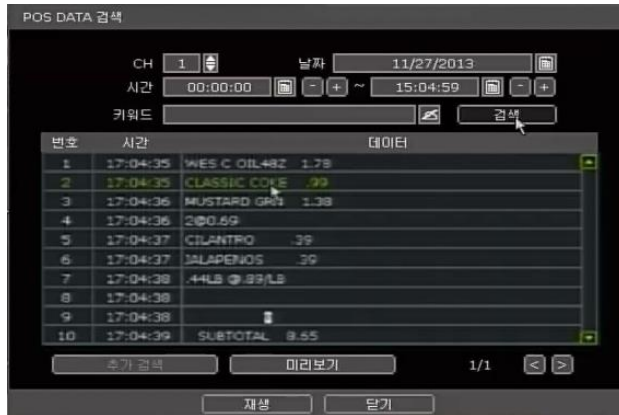 POS DATA 검색
CH 1 날짜 11/27/2013
시간 00:00:00 - + ~ 15:04:59 - +
키워드 검색
번호 시간 데이터
1 17:04:35 WES C OIL48Z 1.79
2 17:04:35 CLASSIC COKE .99
3 17:04:36 MUSTARD GRN 1.38
4 17:04:36 2@0.69
5 17:04:37 CILANTRO .39
6 17:04:37 JALAPENOS .39
7 17:04:38 .44LB @.89/LB
8 17:04:38
9 17:04:38
10 17:04:39 SUBTOTAL 8.65
추가 검색 미리보기 1/1 < >
재생 닫기